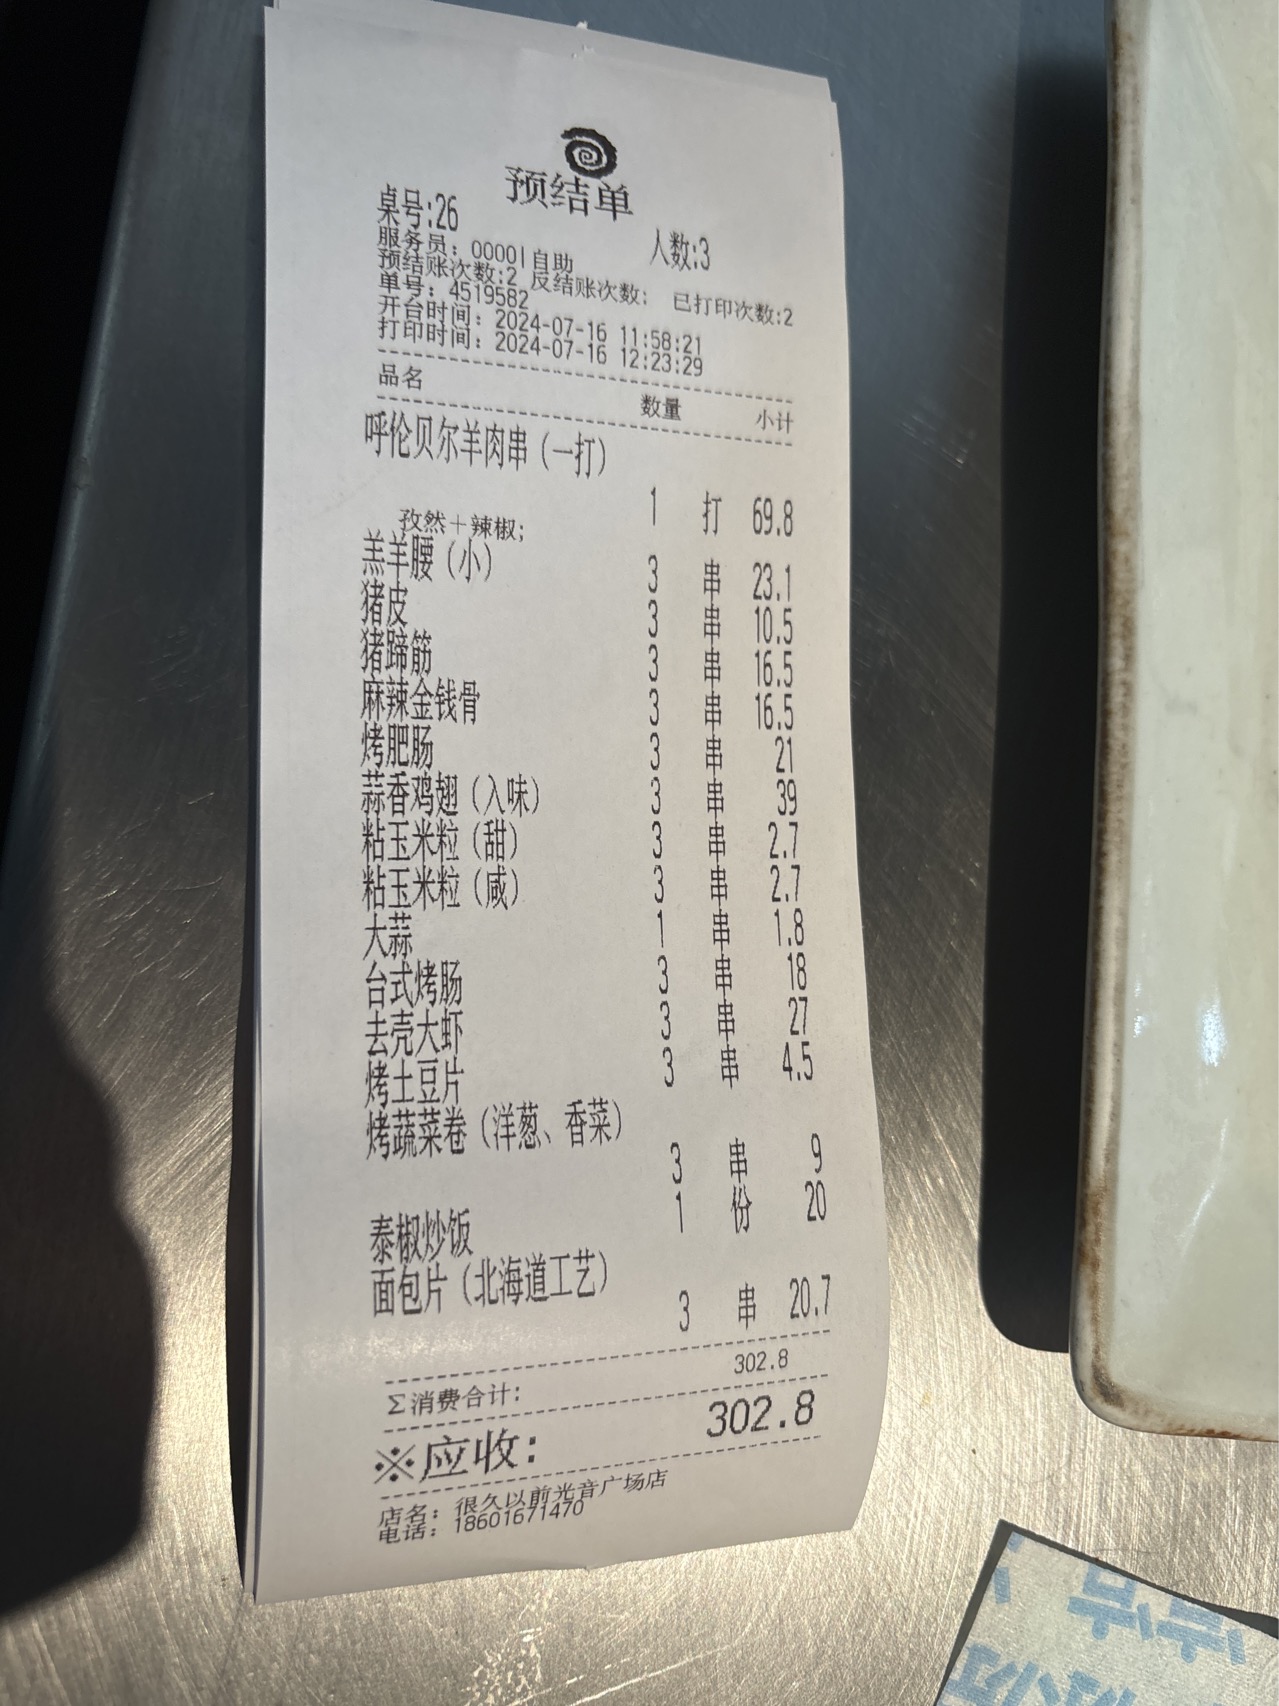 预结单
桌号:26 人数:3
服务员: 00001自助
预结账次数:2 反结账次数: 已打印次数:2
单号: 4519582
开台时间: 2024-07-16 11:58:21
打印时间: 2024-07-16 12:23:29
品名 数量 小计
呼伦贝尔羊肉串(一打)
1 打 69.8
孜然+辣椒;
羔羊腰(小) 3 串 23.1
猪皮 3 串 10.5
猪蹄筋 3 串 16.5
麻辣金钱骨 3 串 16.5
烤肥肠 3 串 21
蒜香鸡翅(入味) 3 串 39
粘玉米粒(甜) 3 串 2.7
粘玉米粒(咸) 3 串 2.7
大蒜 1 串 1.8
台式烤肠 3 串 18
去壳大虾 3 串 27
烤土豆片 3 串 4.5
烤蔬菜卷(洋葱、香菜)
3 串 9
泰椒炒饭 1 份 20
面包片(北海道工艺)
3 串 20.7
Σ消费合计: 302.8
※应收: 302.8
店名: 很久以前光音广场店
电话: 18601671470